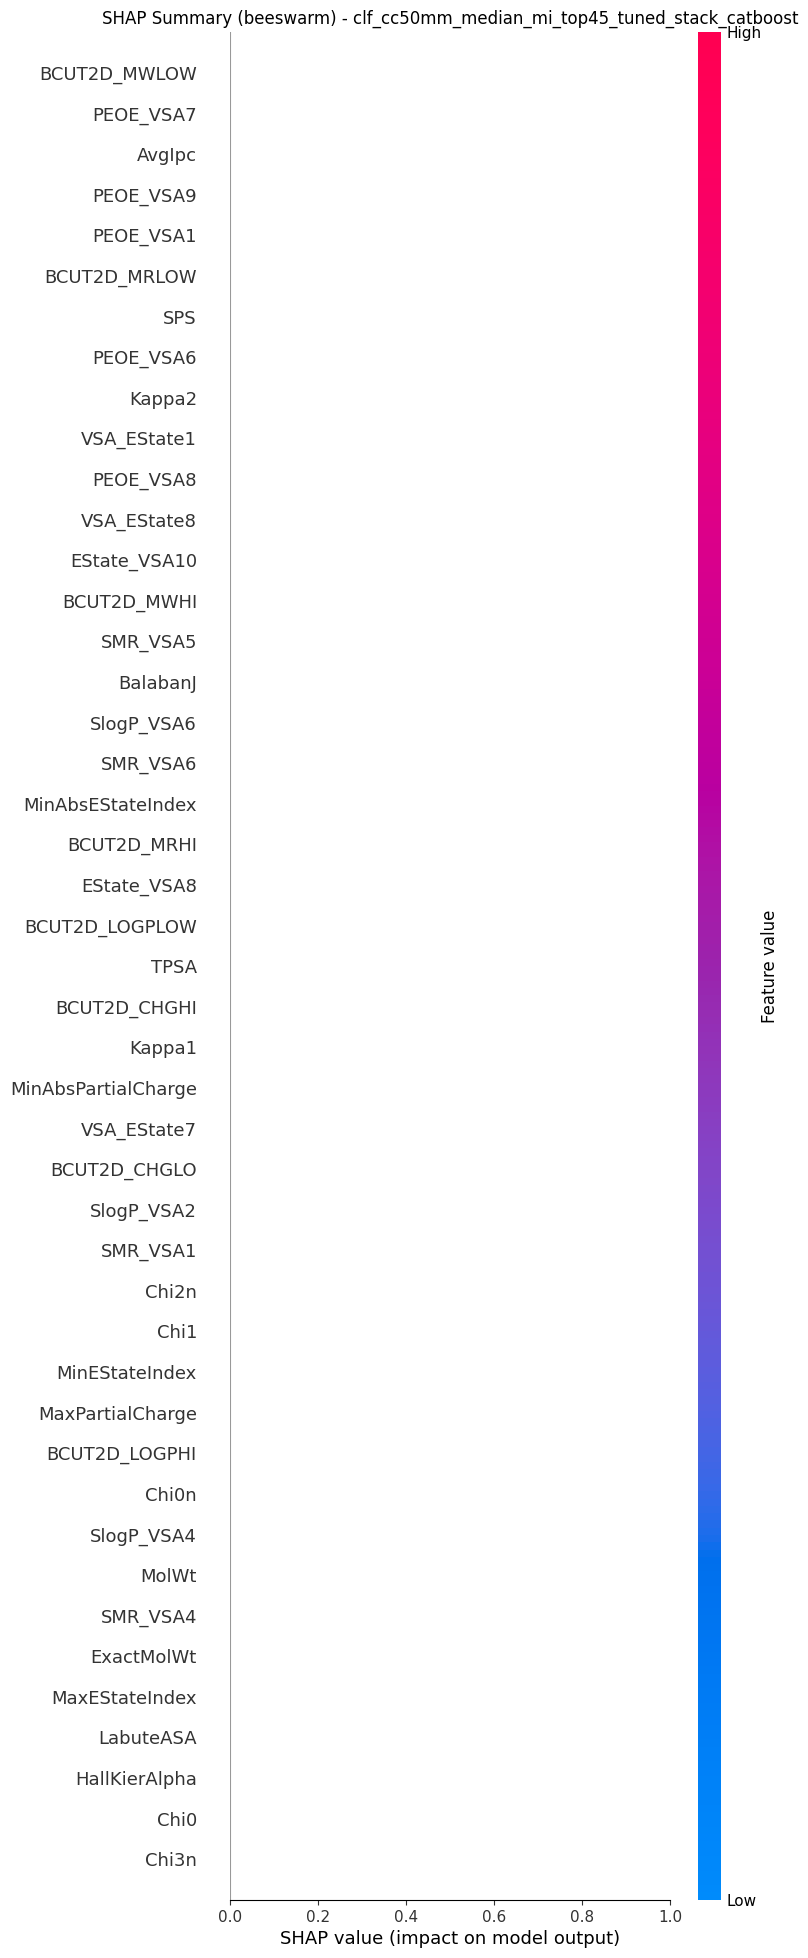 SHAP Summary (beeswarm) - clf_cc50mm_median_mi_top45_tuned_stack_catboost
High
BCUT2D_MWLOW
PEOE_VSA7
AvgIpc
PEOE_VSA9
PEOE_VSA1
BCUT2D_MRLOW
SPS
PEOE_VSA6
Kappa2
VSA_EState1
PEOE_VSA8
VSA_EState8
EState_VSA10
BCUT2D_MWHI
SMR_VSA5
BalabanJ
SlogP_VSA6
SMR_VSA6
MinAbsEStateIndex
BCUT2D_MRHI
EState_VSA8
BCUT2D_LOGPLOW
TPSA
BCUT2D_CHGHI
Kappa1
MinAbsPartialCharge
VSA_EState7
BCUT2D_CHGLO
SlogP_VSA2
SMR_VSA1
Chi2n
Chi1
MinEStateIndex
MaxPartialCharge
BCUT2D_LOGPHI
Chi0n
SlogP_VSA4
MolWt
SMR_VSA4
ExactMolWt
MaxEStateIndex
LabuteASA
HallKierAlpha
Chi0
Chi3n
Feature value
Low
0.0 0.2 0.4 0.6 0.8 1.0
SHAP value (impact on model output)